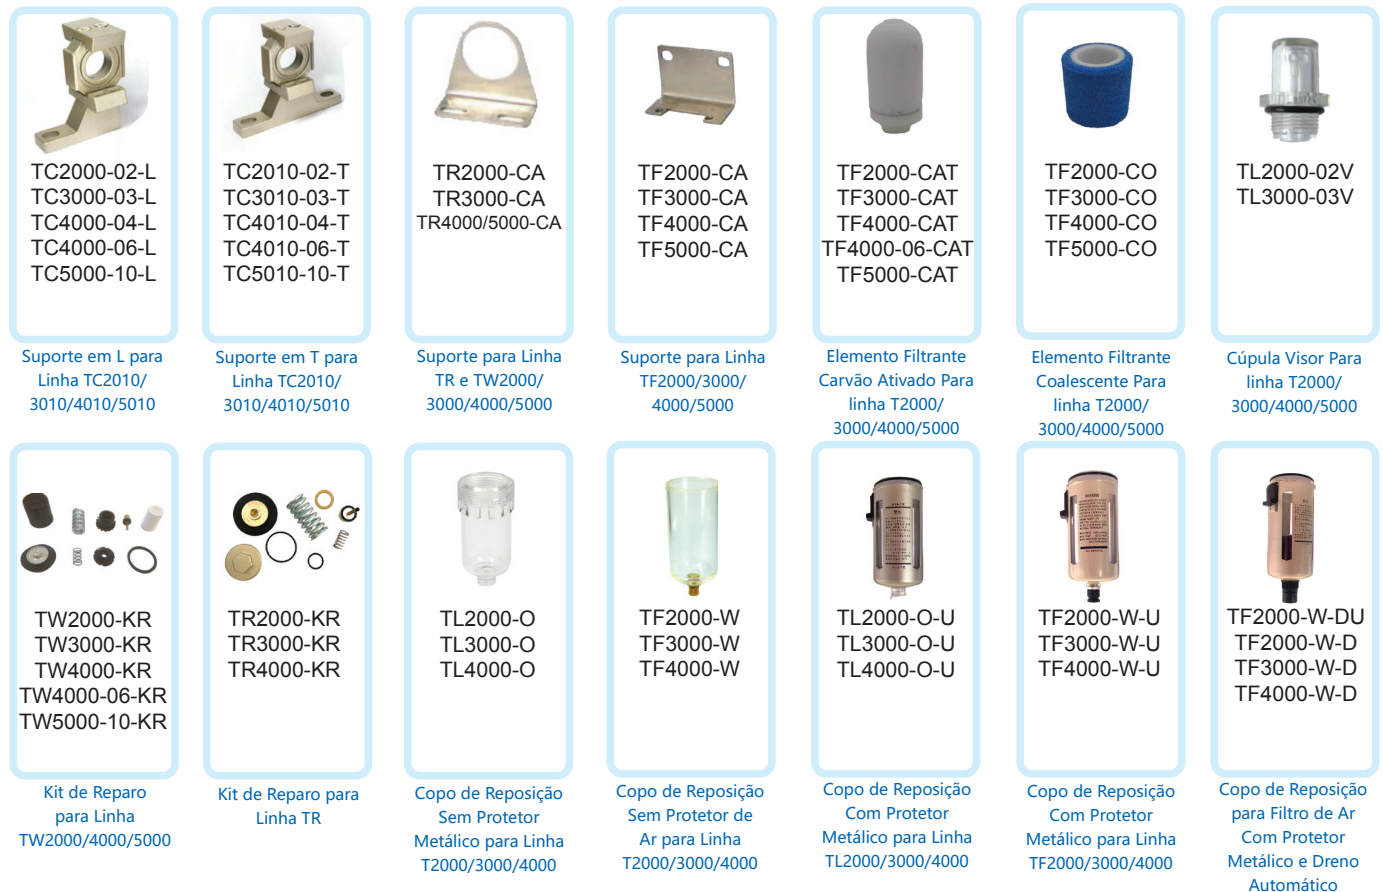 TC2000-02-L
TC3000-03-L
TC4000-04-L
TC4000-06-L
TC5000-10-L
Suporte em L para
Linha TC2010/
3010/4010/5010
TC2010-02-T
TC3010-03-T
TC4010-04-T
TC4010-06-T
TC5010-10-T
Suporte em T para
Linha TC2010/
3010/4010/5010
TR2000-CA
TR3000-CA
TR4000/5000-CA
Suporte para Linha
TR e TW2000/
3000/4000/5000
TF2000-CA
TF3000-CA
TF4000-CA
TF5000-CA
Suporte para Linha
TF2000/3000/
4000/5000
TF2000-CAT
TF3000-CAT
TF4000-CAT
TF4000-06-CAT
TF5000-CAT
Elemento Filtrante
Carvão Ativado Para
linha T2000/
3000/4000/5000
TF2000-CO
TF3000-CO
TF4000-CO
TF5000-CO
Elemento Filtrante
Coalescente Para
linha T2000/
3000/4000/5000
TL2000-02V
TL3000-03V
Cúpula Visor Para
linha T2000/
3000/4000/5000
TW2000-KR
TW3000-KR
TW4000-KR
TW4000-06-KR
TW5000-10-KR
Kit de Reparo
para Linha
TW2000/4000/5000
TR2000-KR
TR3000-KR
TR4000-KR
Kit de Reparo para
Linha TR
TL2000-O
TL3000-O
TL4000-O
Copo de Reposição
Sem Protetor
Metálico para Linha
T2000/3000/4000
TF2000-W
TF3000-W
TF4000-W
Copo de Reposição
Sem Protetor de
Ar para Linha
T2000/3000/4000
TL2000-O-U
TL3000-O-U
TL4000-O-U
Copo de Reposição
Com Protetor
Metálico para Linha
TL2000/3000/4000
TF2000-W-U
TF3000-W-U
TF4000-W-U
Copo de Reposição
Com Protetor
Metálico para Linha
TF2000/3000/4000
TF2000-W-DU
TF2000-W-D
TF3000-W-D
TF4000-W-D
Copo de Reposição
para Filtro de Ar
Com Protetor
Metálico e Dreno
Automático